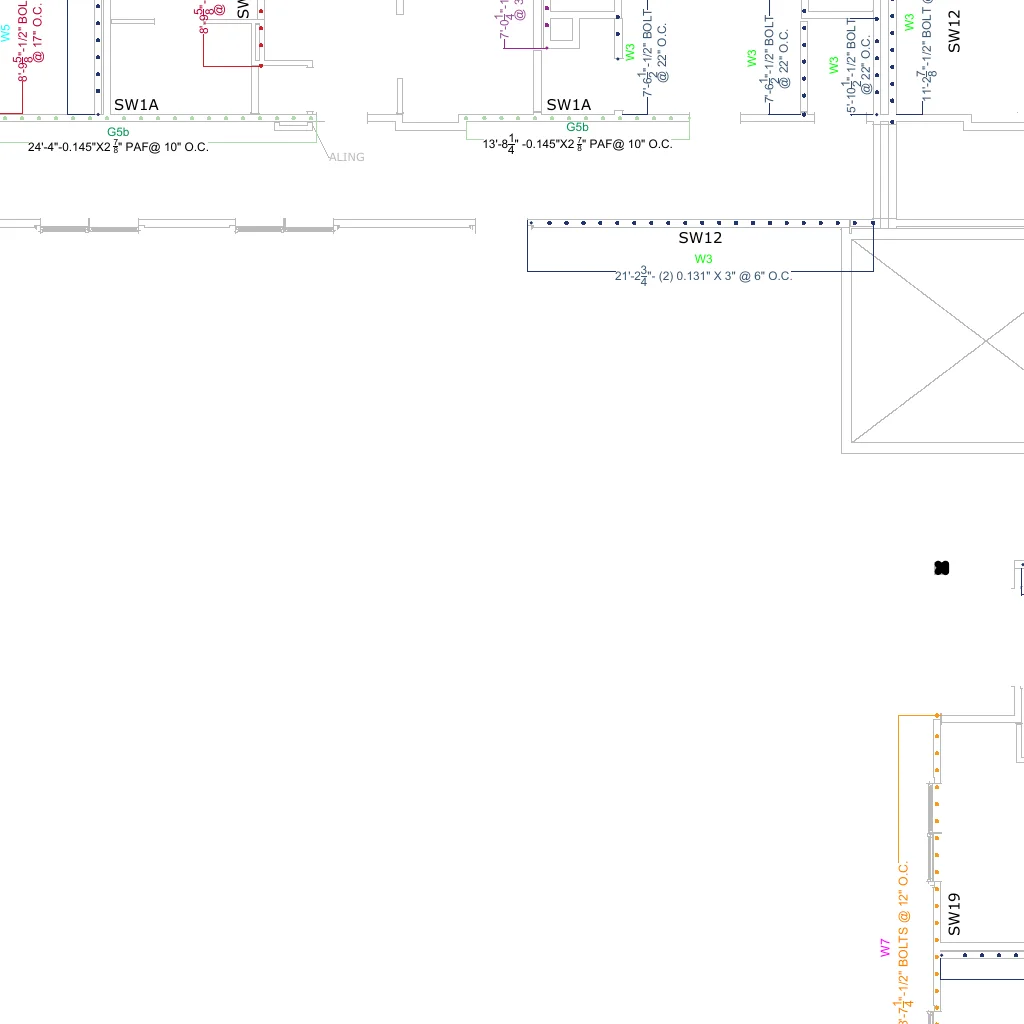 W5
8'-9 5/8"-1/2" BOL
@ 17" O.C.
8'-9 5/8"
@
SW
7'-0 1/4"-1
@ 3
W3
7'-6 1/2"-1/2" BOLT
@ 22" O.C.
W3
7'-6 1/2"-1/2" BOLT
@ 22" O.C.
W3
5'-10 1/2"-1/2" BOLT
@ 22" O.C.
W3
11'-2 7/8"-1/2" BOLT @
SW12
SW1A
G5b
24'-4"-0.145"X2 7/8" PAF@ 10" O.C.
ALING
SW1A
G5b
13'-8 1/4" -0.145"X2 7/8" PAF@ 10" O.C.
SW12
W3
21'-2 3/4"- (2) 0.131" X 3" @ 6" O.C.
W7
3'-7 1/4"-1/2" BOLTS @ 12" O.C.
SW19